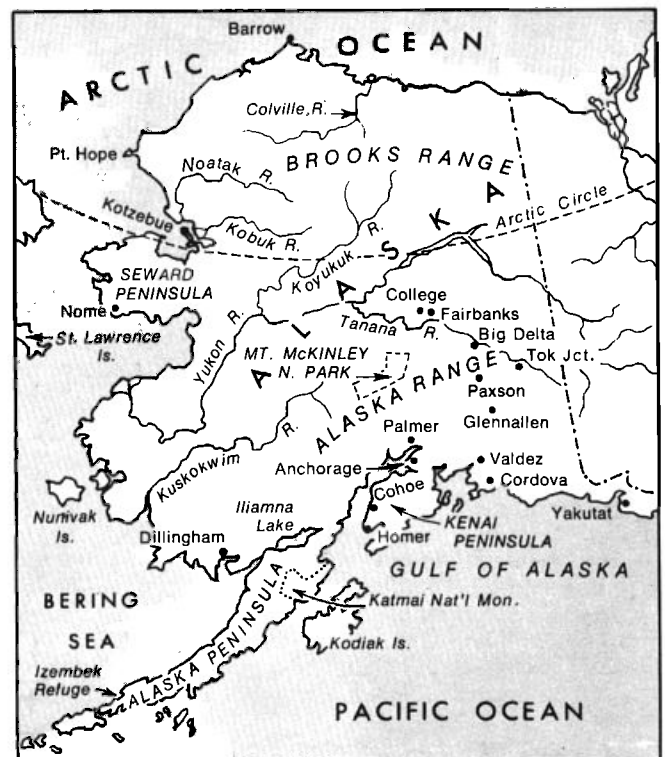 Barrow
ARCTIC OCEAN
Colville, R.
Pt. Hope
Noatak R.
BROOKS RANGE
Kotzebue
Kobuk R.
Koyukuk R.
Arctic Circle
ALASKA
SEWARD
PENINSULA
Nome
St. Lawrence
Is.
Yukon R.
College
Fairbanks
Tanana R.
Big Delta
Tok Jct.
MT. McKINLEY
N. PARK
ALASKA RANGE
Paxson
Glennallen
Palmer
Kuskokwim R.
Anchorage
Valdez
Cordova
Cohoe
Yakutat
Nunivak
Is.
Iliamna
Lake
KENAI
PENINSULA
Dillingham
Homer
GULF OF ALASKA
BERING
SEA
Katmai Nat'l Mon.
Kodiak Is.
ALASKA PENINSULA
Izembek
Refuge
PACIFIC OCEAN